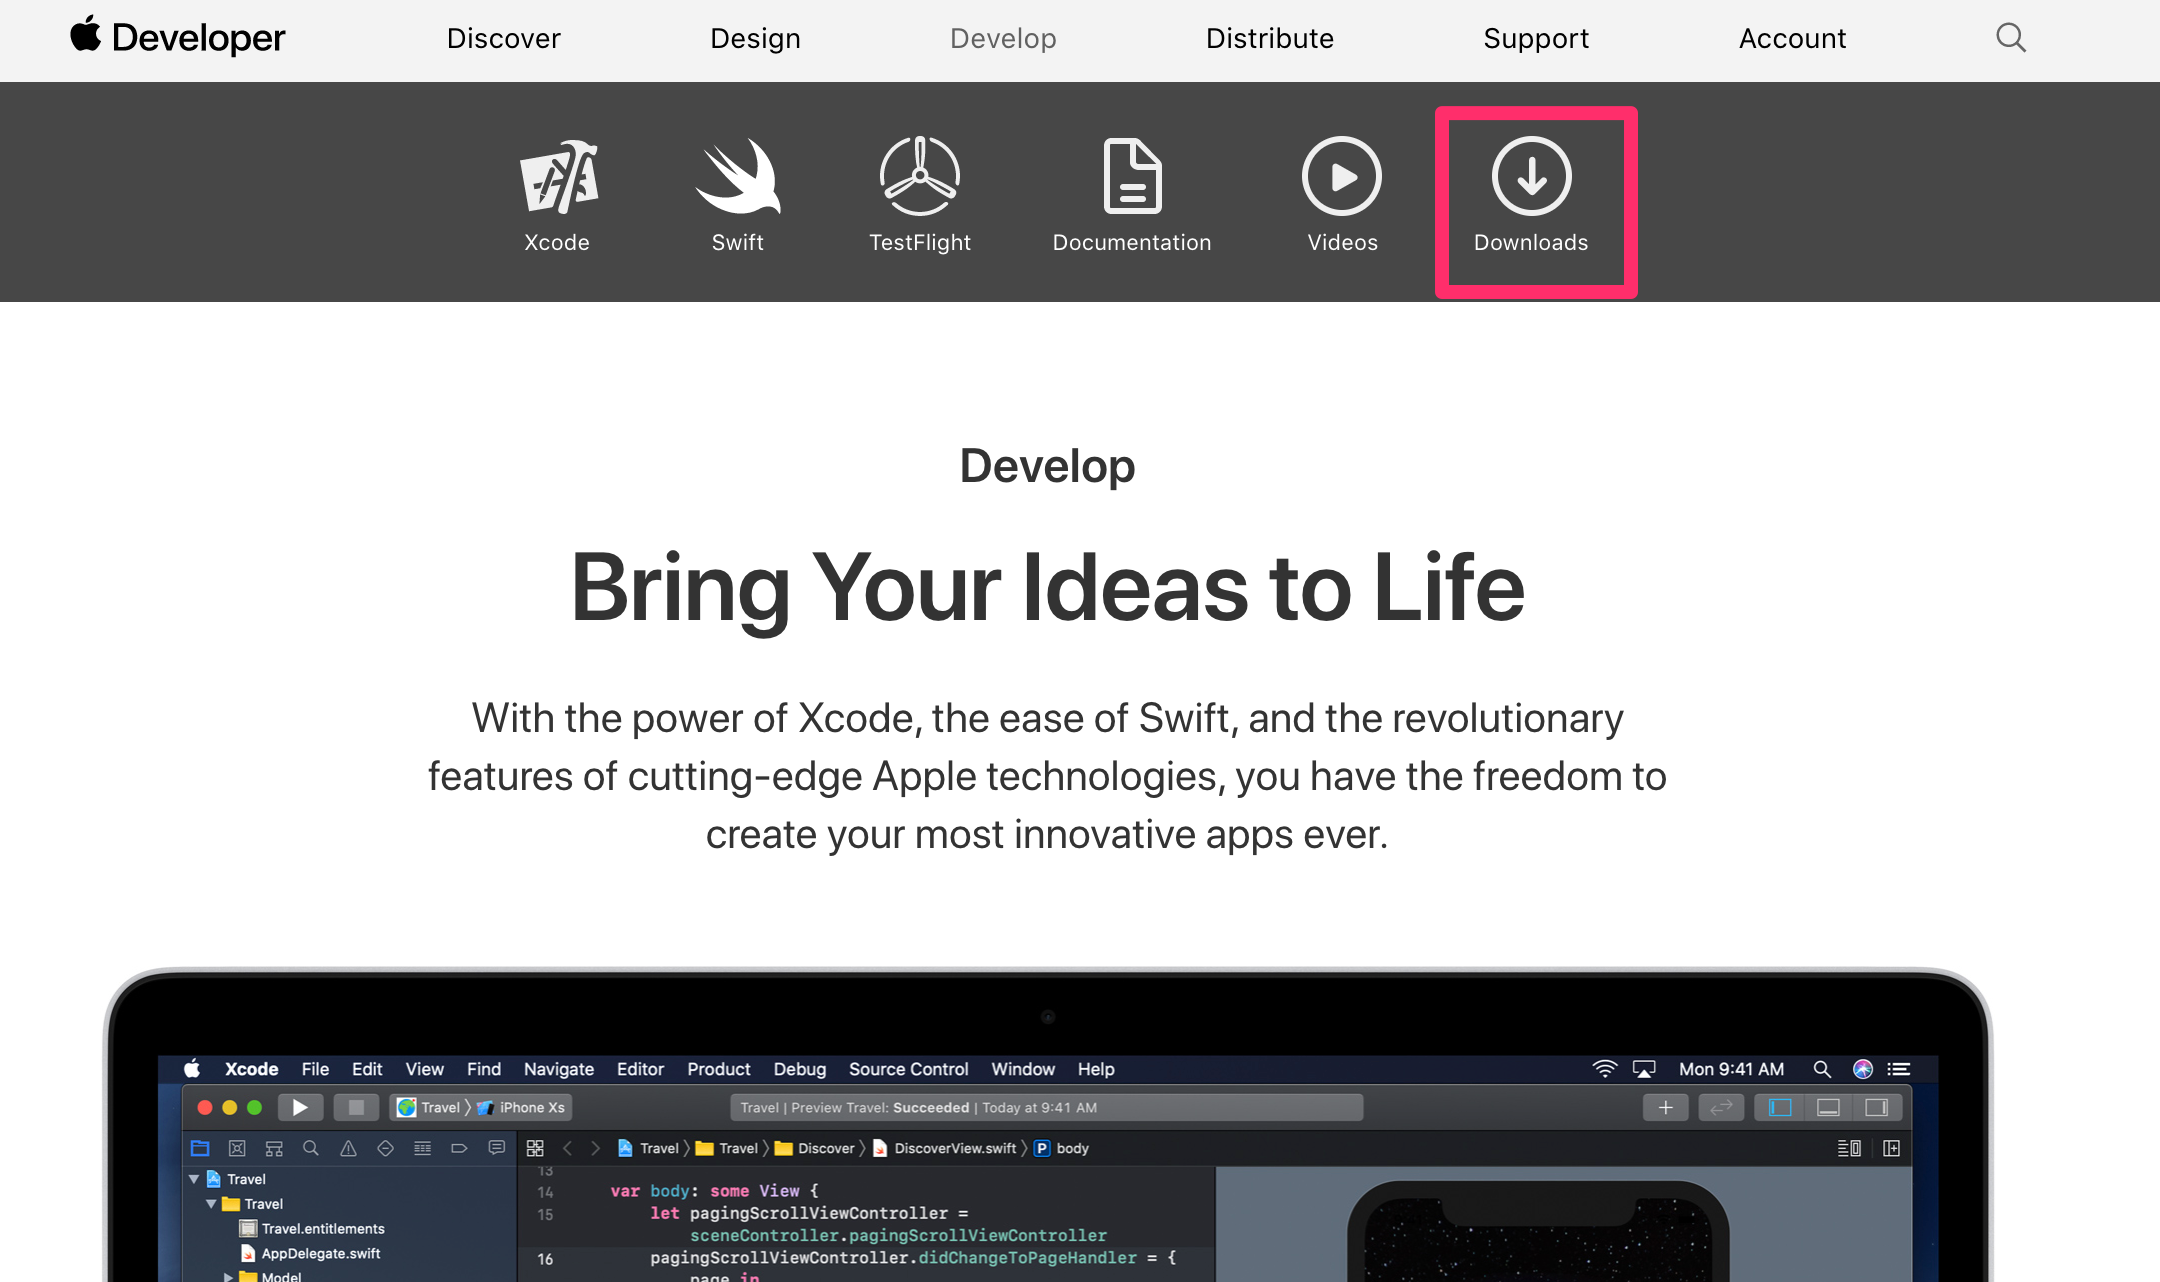 Developer
Discover
Design
Develop
Distribute
Support
Account
Xcode
Swift
TestFlight
Documentation
Videos
Downloads
Develop
Bring Your Ideas to Life
With the power of Xcode, the ease of Swift, and the revolutionary
features of cutting-edge Apple technologies, you have the freedom to
create your most innovative apps ever.
Xcode File Edit View Find Navigate Editor Product Debug Source Control Window Help
Mon 9:41 AM
Travel 〉 iPhone Xs
Travel | Preview Travel: Succeeded | Today at 9:41 AM
Travel 〉 Travel 〉 Discover 〉 DiscoverView.swift 〉 P body
Travel
Travel
Travel.entitlements
AppDelegate.swift
Model
13
14 var body: some View {
15 let pagingScrollViewController =
sceneController.pagingScrollViewController
16 pagingScrollViewController.didChangeToPageHandler = {
page in